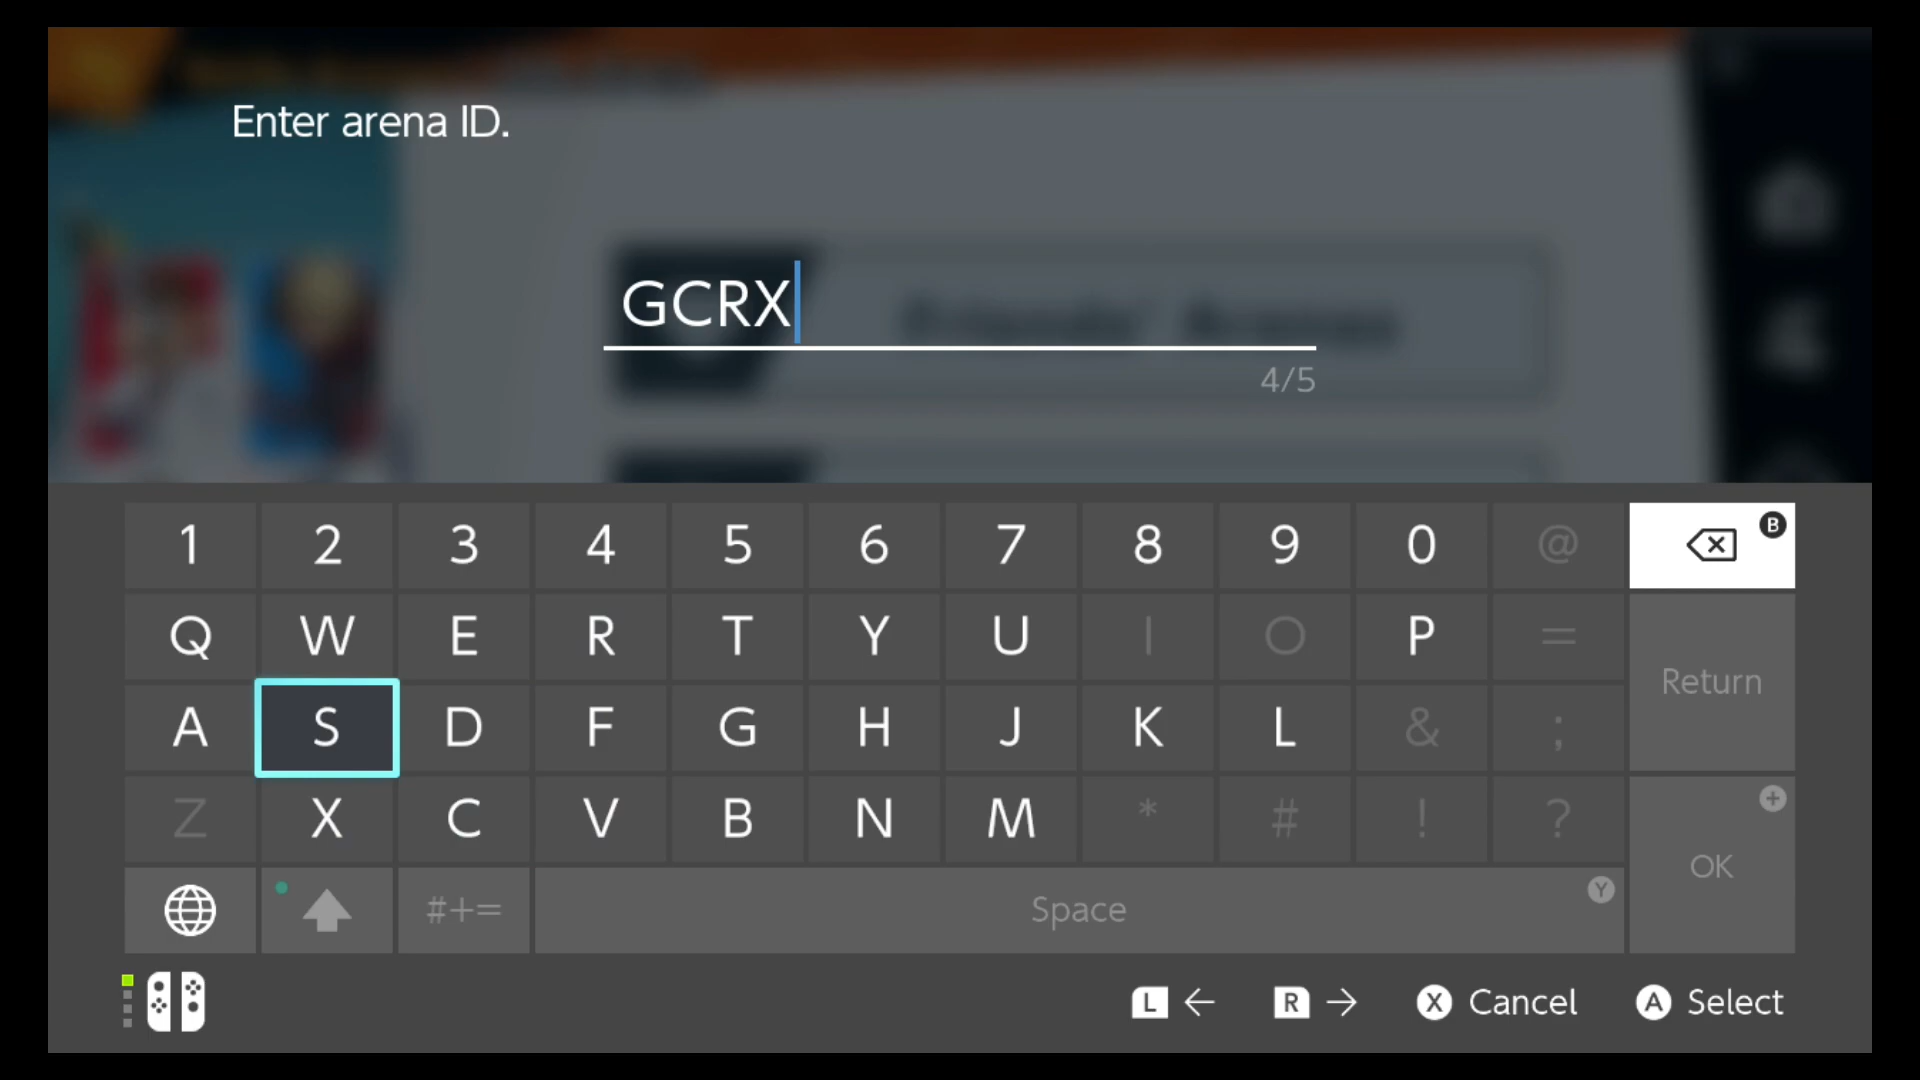 Enter arena ID.
GCRX
4/5
1 2 3 4 5 6 7 8 9 0 @ B
Q W E R T Y U I O P =
Return
A S D F G H J K L & ;
Z X C V B N M * # ! ? +
OK
#+= Space Y
L ← R → X Cancel A Select